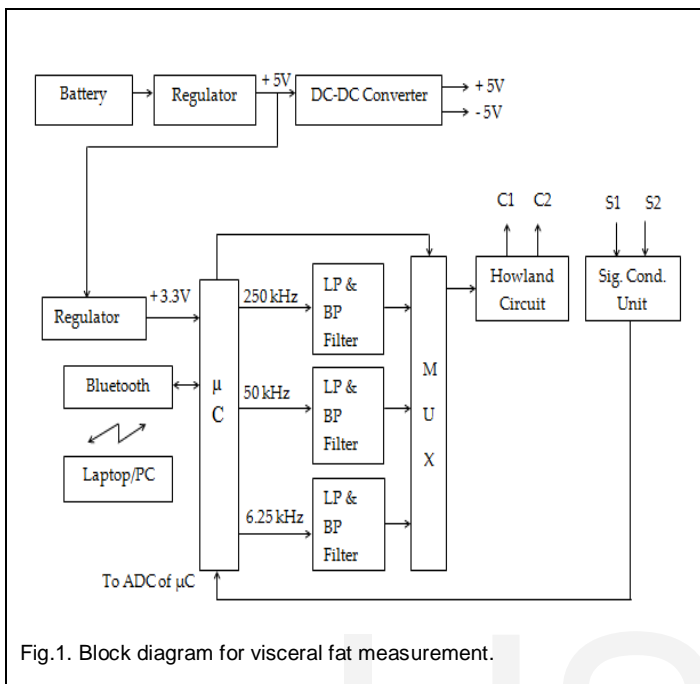 + 5V
Battery
Regulator
DC-DC Converter
+ 5V
- 5V
C1
C2
S1
S2
+3.3V
250 kHz
LP &
BP
Filter
Howland
Circuit
Sig. Cond.
Unit
Regulator
Bluetooth
μ
C
50 kHz
LP &
BP
Filter
M
U
X
Laptop/PC
6.25 kHz
LP &
BP
Filter
To ADC of μC
Fig.1. Block diagram for visceral fat measurement.